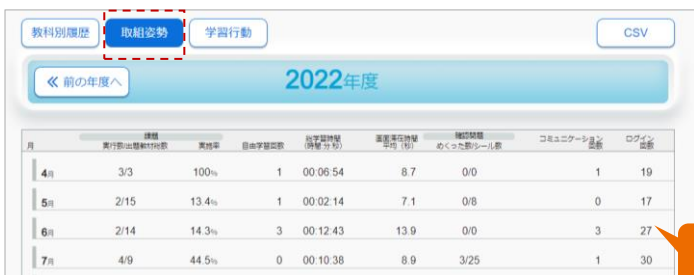 教科別履歴 取組姿勢 学習行動 CSV
≪ 前の年度へ 2022年度
課題 総学習時間 画面滞在時間 確認問題 コミュニケーション ログイン
月 実行数/出題教材総数 実施率 自由学習回数 (時間:分:秒) 平均(秒) めくった数/シール数 回数 回数
4月 3/3 100% 1 00:06:54 8.7 0/0 1 19
5月 2/15 13.4% 1 00:02:14 7.1 0/8 0 17
6月 2/14 14.3% 3 00:12:43 13.9 0/0 3 27
7月 4/9 44.5% 0 00:10:38 8.9 3/25 1 30